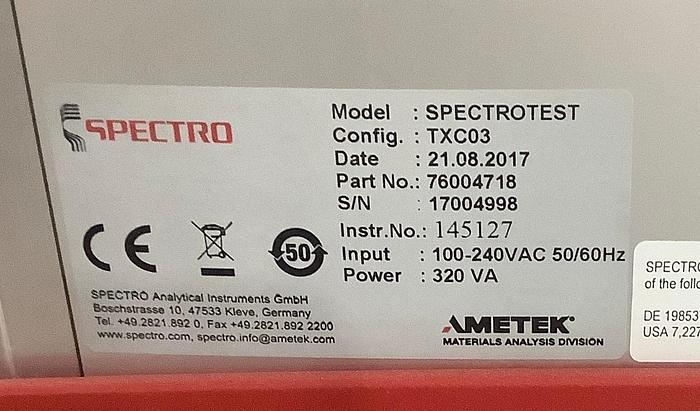 SPECTRO
Model : SPECTROTEST
Config. : TXC03
Date : 21.08.2017
Part No.: 76004718
S/N : 17004998
Instr.No.: 145127
Input : 100-240VAC 50/60Hz
Power : 320 VA
CE
50
SPECTRO Analytical Instruments GmbH
Boschstrasse 10, 47533 Kleve, Germany
Tel. +49.2821.892 0, Fax +49.2821.892 2200
www.spectro.com, spectro.info@ametek.com
AMETEK®
MATERIALS ANALYSIS DIVISION
SPECTRO
of the
DE 19853
USA 7,227